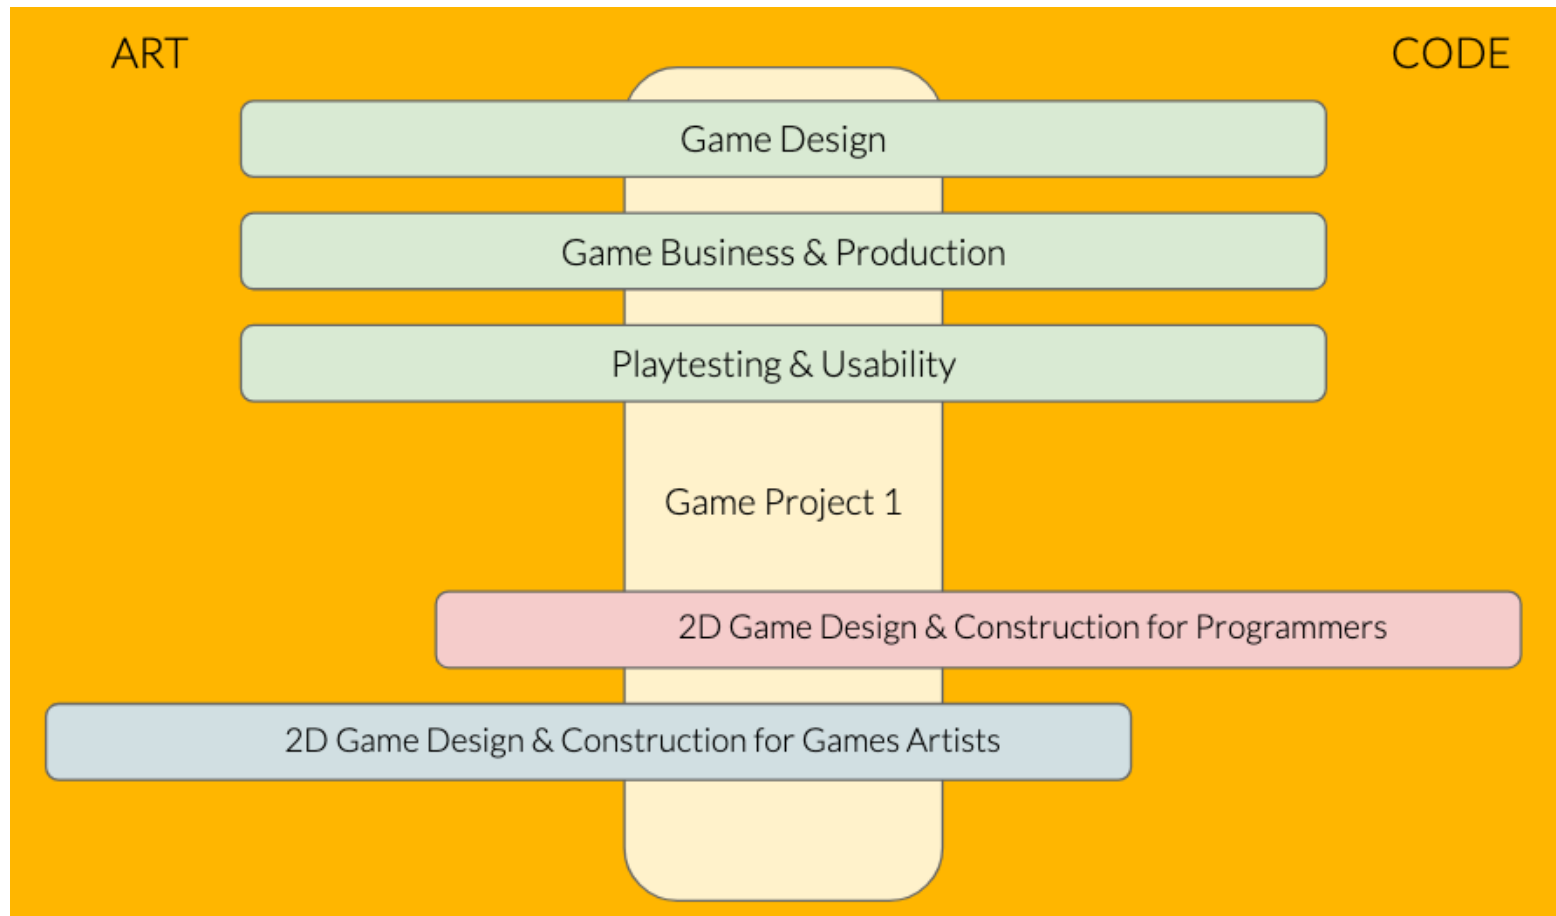 ART
CODE
Game Design
Game Business & Production
Playtesting & Usability
Game Project 1
2D Game Design & Construction for Programmers
2D Game Design & Construction for Games Artists